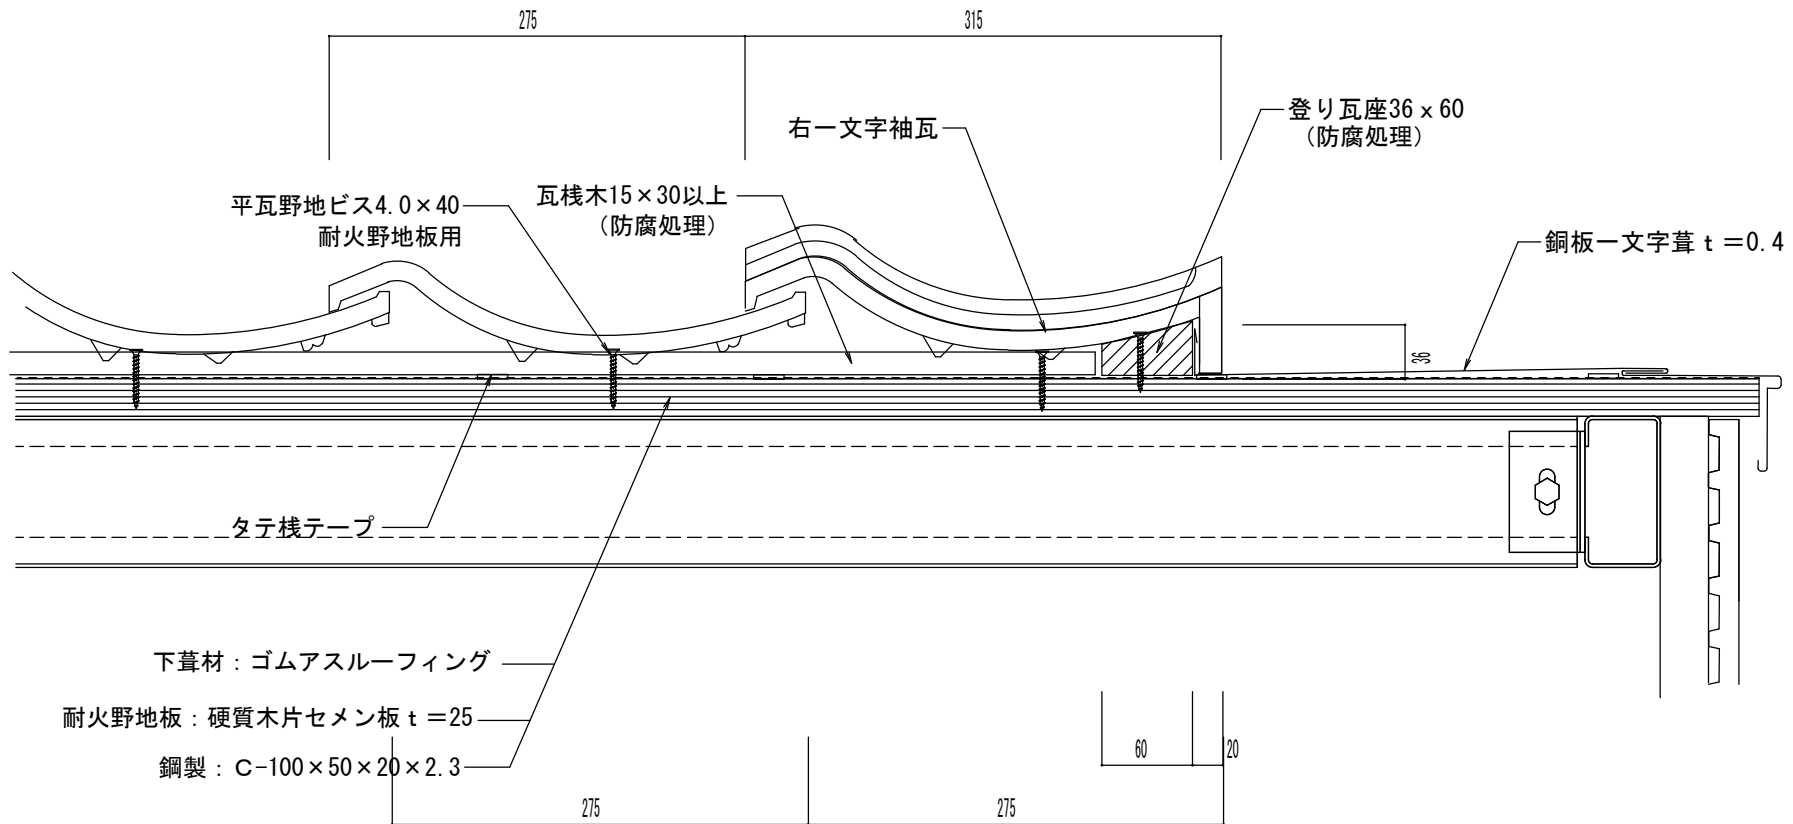 275
315
登り瓦座36x60
（防腐処理）
右一文字袖瓦
瓦桟木15×30以上
（防腐処理）
平瓦野地ビス4.0×40
耐火野地板用
銅板一文字葺t=0.4
36
タテ桟テープ
下葺材：ゴムアスルーフィング
耐火野地板：硬質木片セメン板t=25
鋼製：C-100×50×20×2.3
60
20
275
275